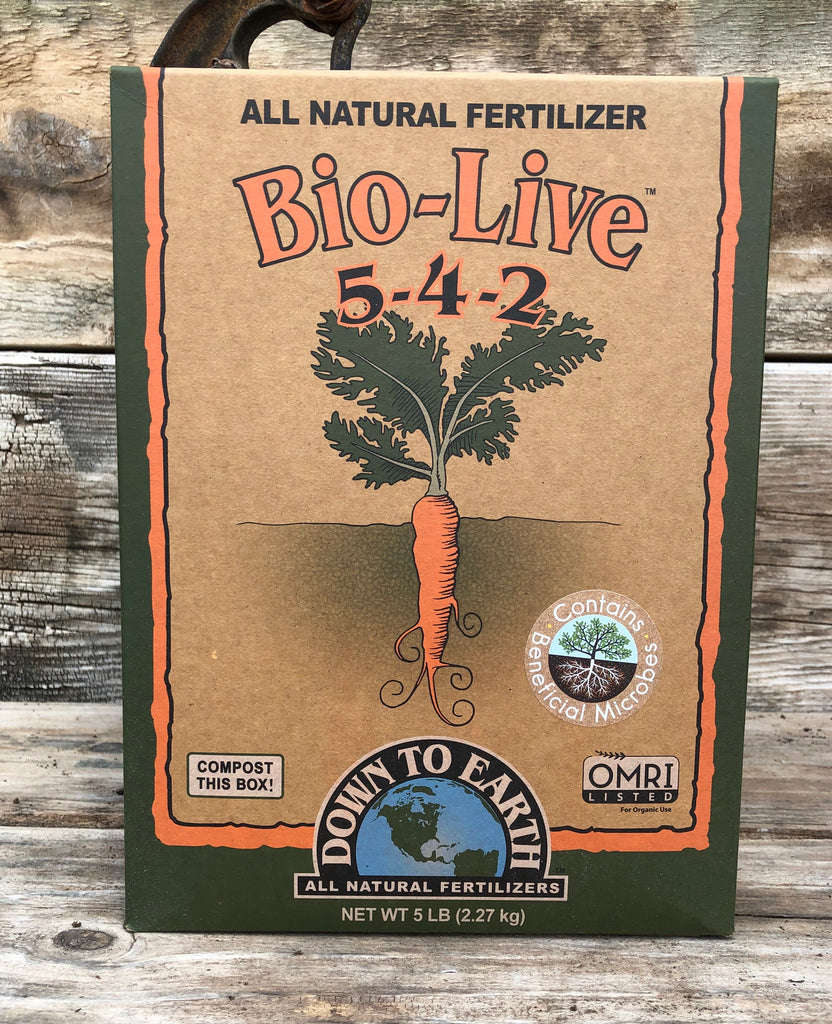 ALL NATURAL FERTILIZER
Bio-Live™
5-4-2
Contains
Beneficial Microbes
COMPOST
THIS BOX!
OMRI
LISTED
For Organic Use
DOWN TO EARTH
ALL NATURAL FERTILIZERS
NET WT 5 LB (2.27 kg)